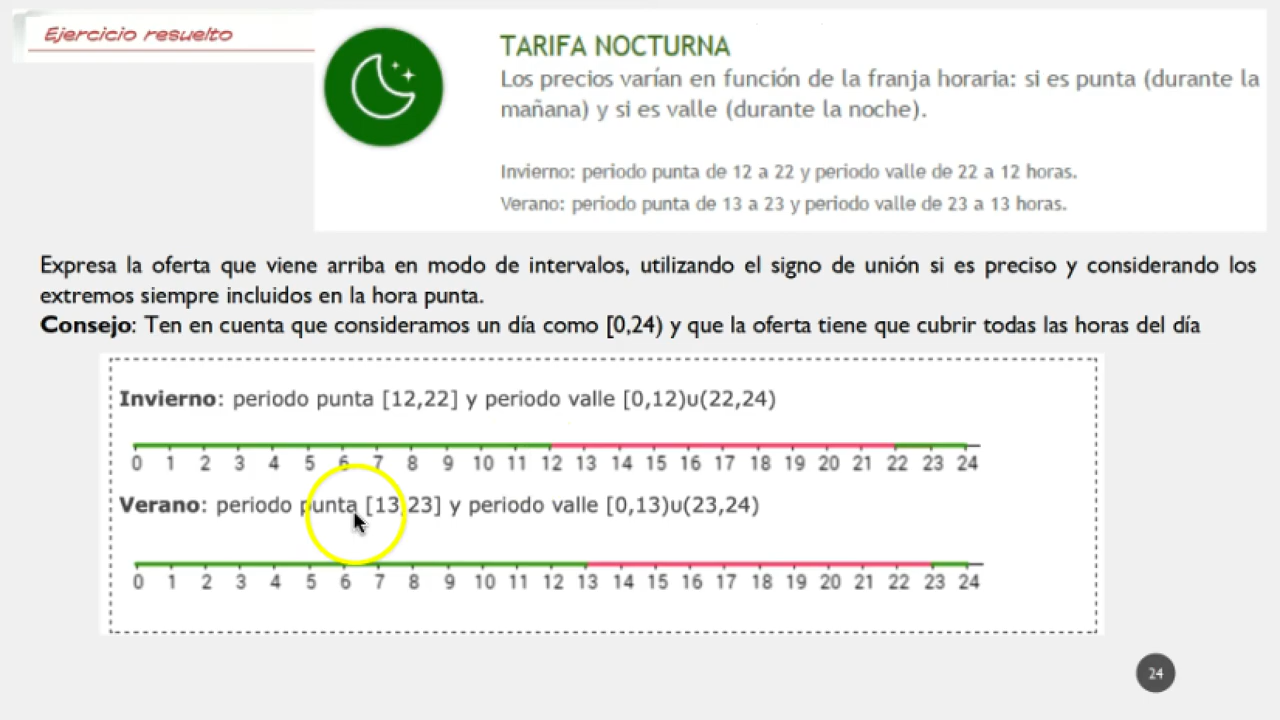 Ejercicio resuelto
TARIFA NOCTURNA
Los precios varían en función de la franja horaria: si es punta (durante la
mañana) y si es valle (durante la noche).
Invierno: periodo punta de 12 a 22 y periodo valle de 22 a 12 horas.
Verano: periodo punta de 13 a 23 y periodo valle de 23 a 13 horas.
Expresa la oferta que viene arriba en modo de intervalos, utilizando el signo de unión si es preciso y considerando los
extremos siempre incluidos en la hora punta.
Consejo: Ten en cuenta que consideramos un día como [0,24) y que la oferta tiene que cubrir todas las horas del día
Invierno: periodo punta [12,22] y periodo valle [0,12)u(22,24)
0 1 2 3 4 5 6 7 8 9 10 11 12 13 14 15 16 17 18 19 20 21 22 23 24
Verano: periodo punta [13,23] y periodo valle [0,13)u(23,24)
0 1 2 3 4 5 6 7 8 9 10 11 12 13 14 15 16 17 18 19 20 21 22 23 24
24